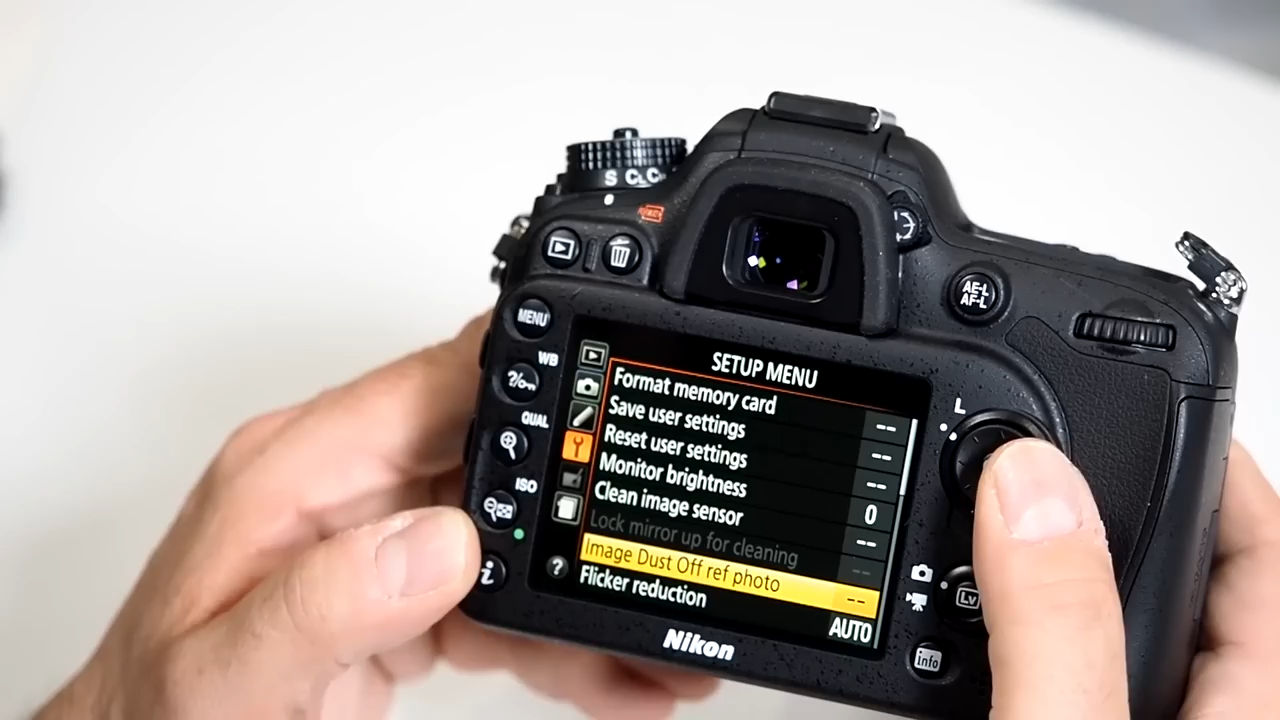 S CL CH
AE-L
AF-L
MENU
WB
?
QUAL
ISO
i
SETUP MENU
Format memory card --
Save user settings --
Reset user settings --
Monitor brightness 0
Clean image sensor --
Lock mirror up for cleaning --
Image Dust Off ref photo --
Flicker reduction AUTO
?
L
Lv
info
Nikon